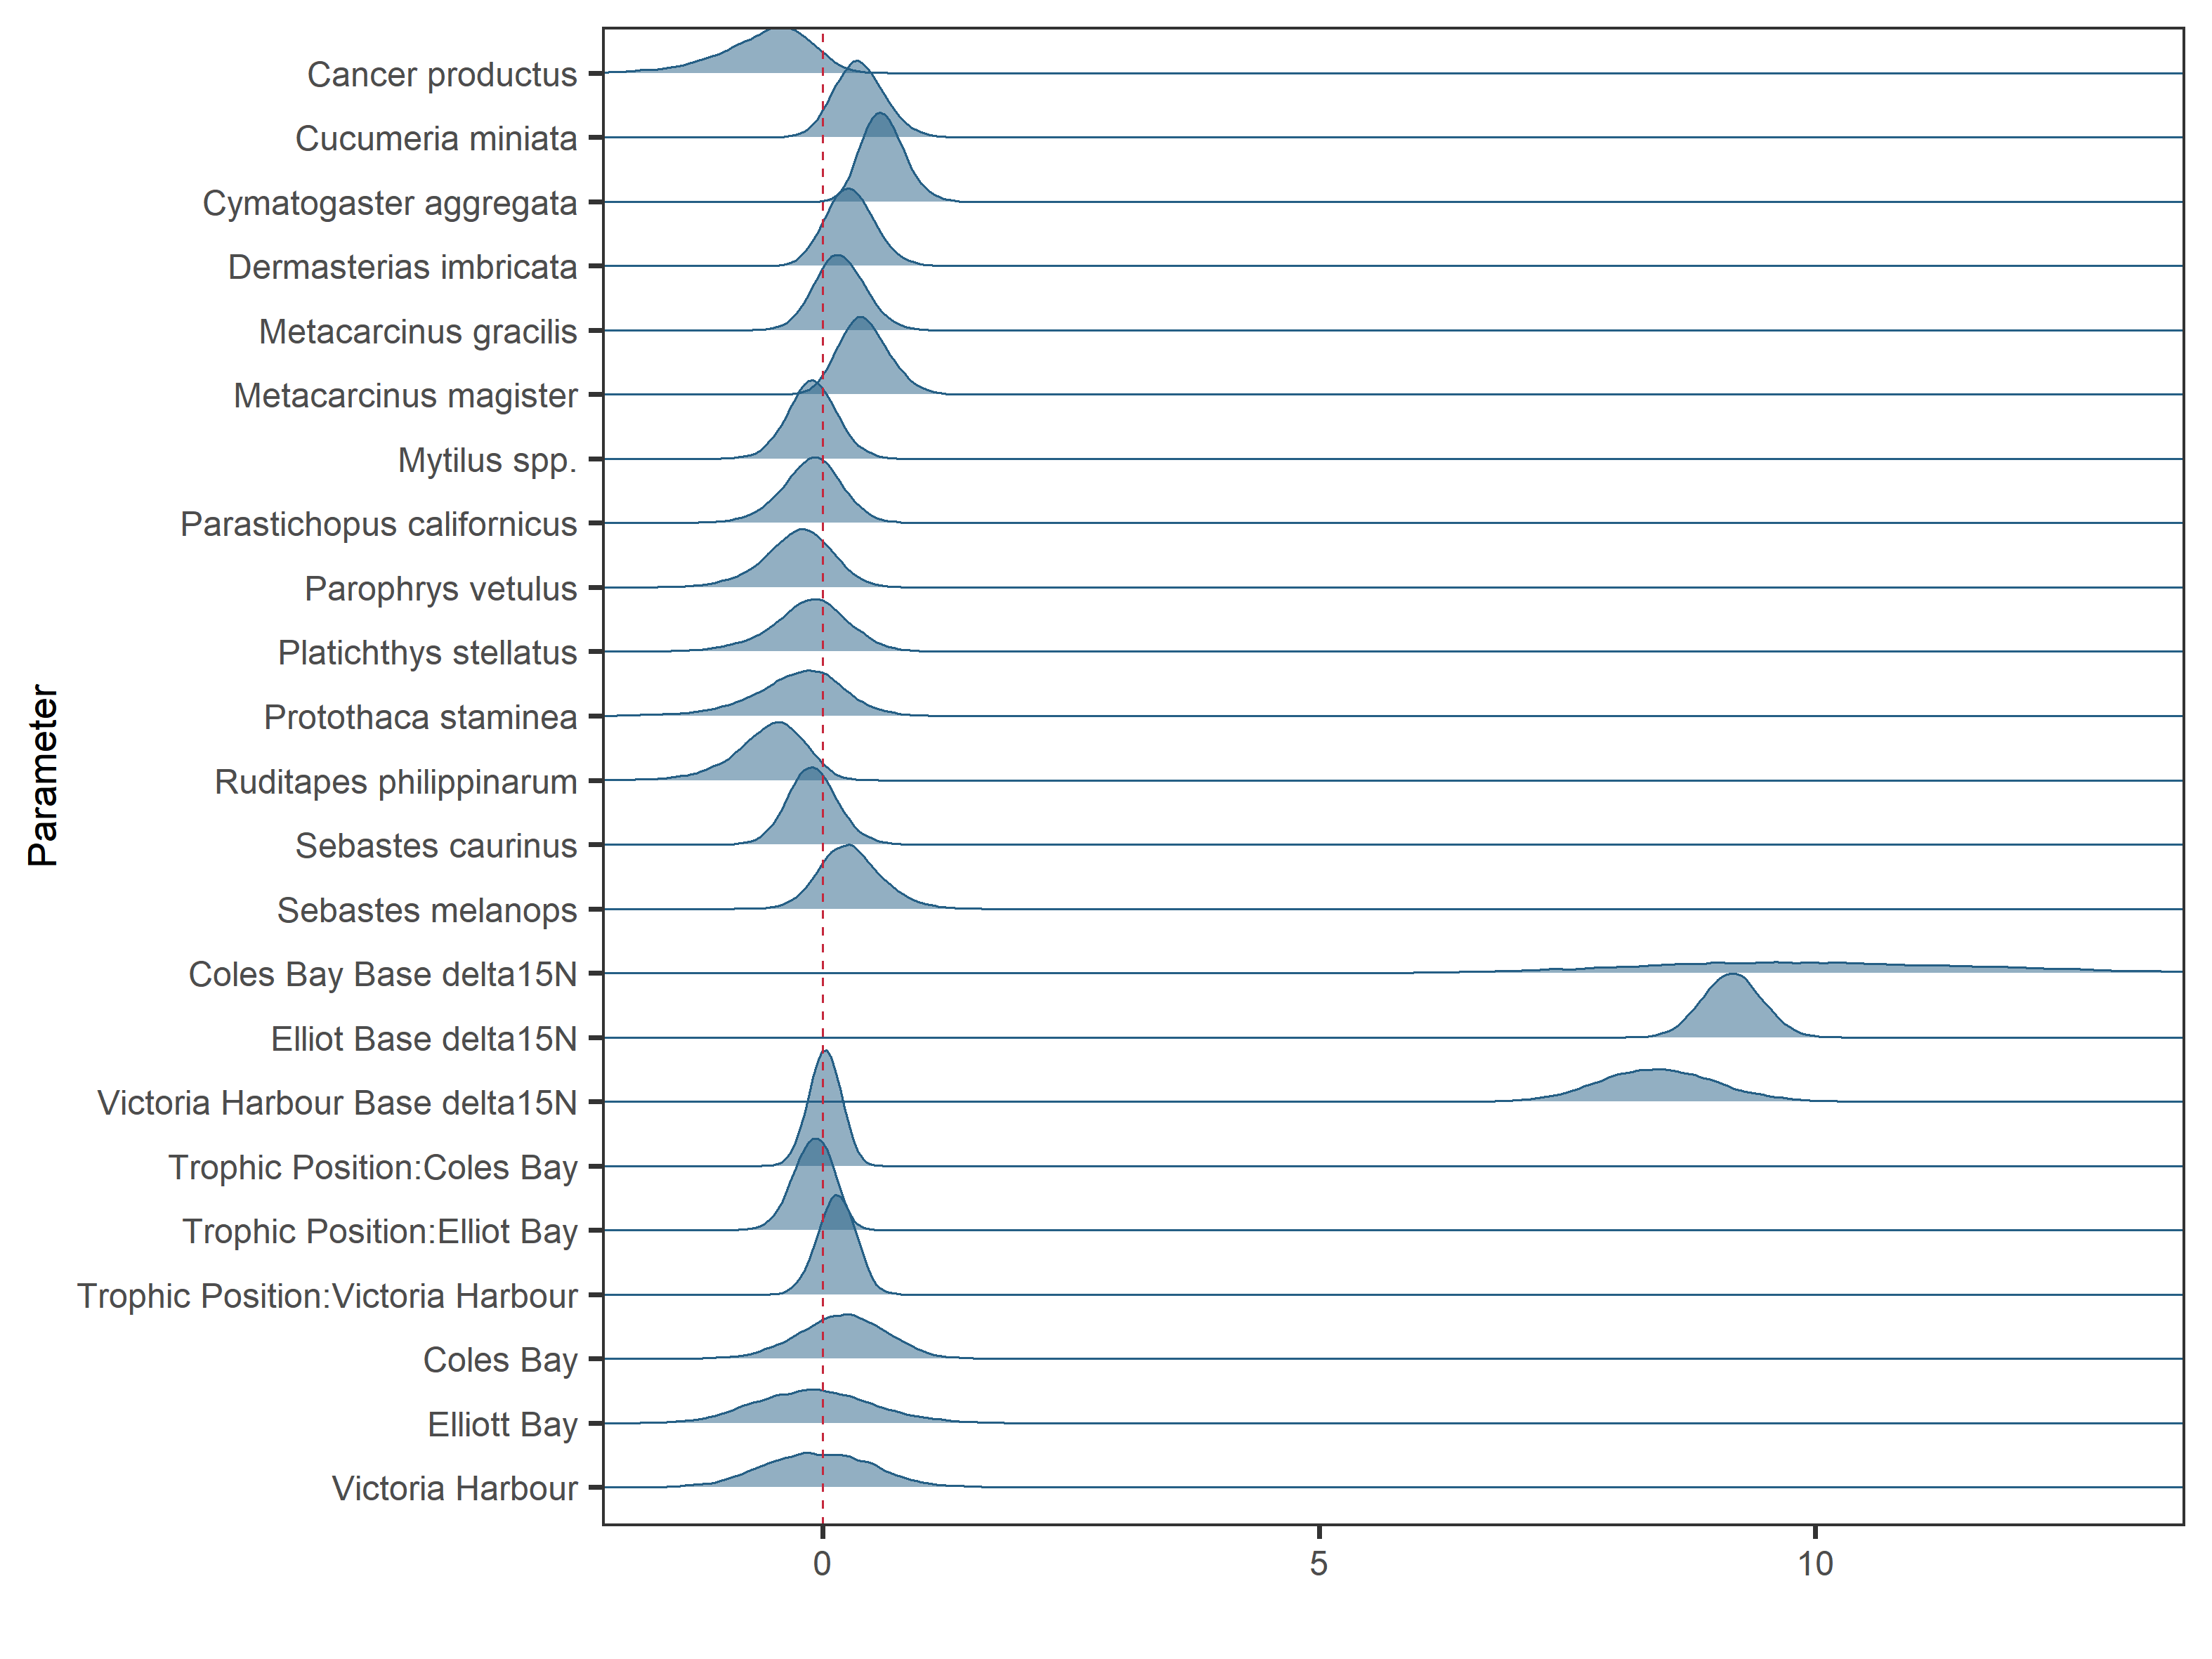 Cancer productus
Cucumeria miniata
Cymatogaster aggregata
Dermasterias imbricata
Metacarcinus gracilis
Metacarcinus magister
Mytilus spp.
Parastichopus californicus
Parophrys vetulus
Platichthys stellatus
Protothaca staminea
Ruditapes philippinarum
Sebastes caurinus
Sebastes melanops
Coles Bay Base delta15N
Elliot Base delta15N
Victoria Harbour Base delta15N
Trophic Position:Coles Bay
Trophic Position:Elliot Bay
Trophic Position:Victoria Harbour
Coles Bay
Elliott Bay
Victoria Harbour
Parameter
0 5 10